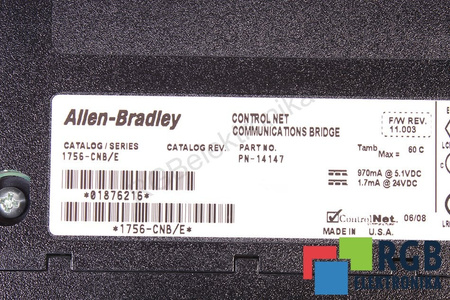 Allen-Bradley
CONTROL NET
COMMUNICATIONS BRIDGE
F/W REV.
11.003
CATALOG / SERIES
CATALOG REV.
PART NO.
1756-CNB/E
PN-14147
Tamb Max = 60 C
*01876216*
970mA @ 5.1VDC
1.7mA @ 24VDC
*1756-CNB/E*
ControlNet. 06/08
MADE IN
U.S.A.
RGB
ELEKTRONIKA